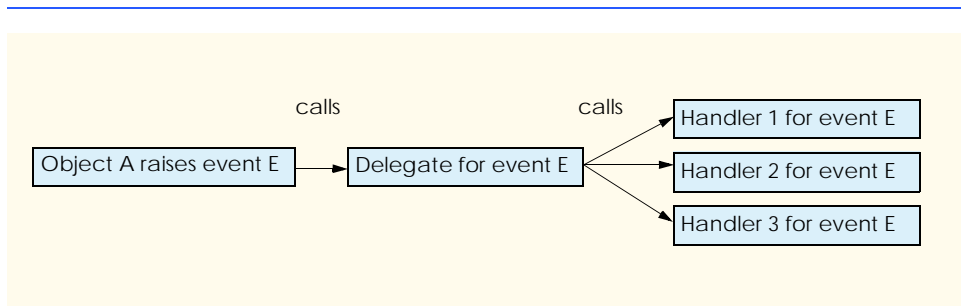 calls
calls
Object A raises event E
Delegate for event E
Handler 1 for event E
Handler 2 for event E
Handler 3 for event E